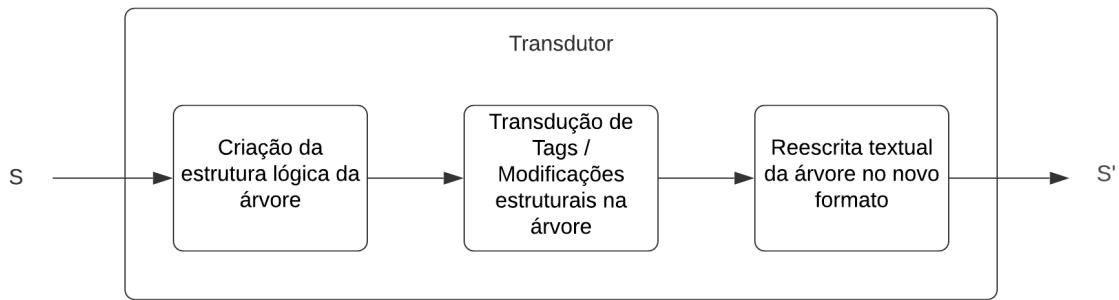 Transdutor
S
Criação da
estrutura lógica da
árvore
Transdução de
Tags /
Modificações
estruturais na
árvore
Reescrita textual
da árvore no novo
formato
S'